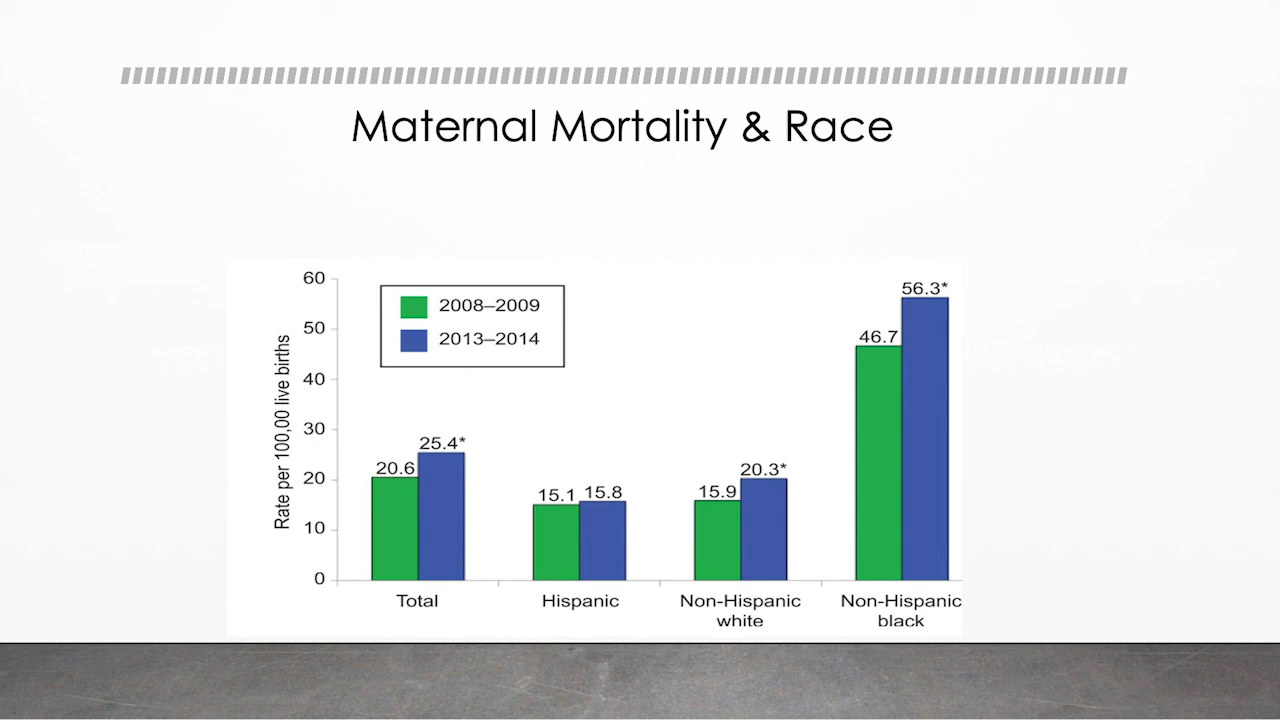 Maternal Mortality & Race
Rate per 100,00 live births
60
50
40
30
20
10
0
2008–2009
2013–2014
20.6
25.4*
15.1
15.8
15.9
20.3*
46.7
56.3*
Total
Hispanic
Non-Hispanic
white
Non-Hispanic
black